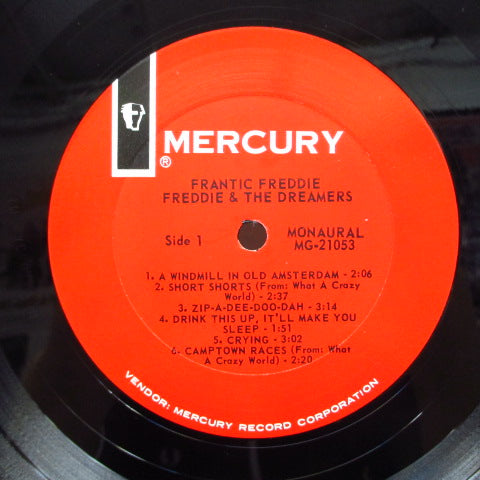 MERCURY
®
FRANTIC FREDDIE
FREDDIE & THE DREAMERS
Side 1
MONAURAL
MG-21053
1. A WINDMILL IN OLD AMSTERDAM - 2:06
2. SHORT SHORTS (From: What A Crazy
World) - 2:37
3. ZIP-A-DEE-DOO-DAH - 3:14
4. DRINK THIS UP, IT'LL MAKE YOU
SLEEP - 1:51
5. CRYING - 3:02
6. CAMPTOWN RACES (From: What
A Crazy World) - 2:20
VENDOR: MERCURY RECORD CORPORATION